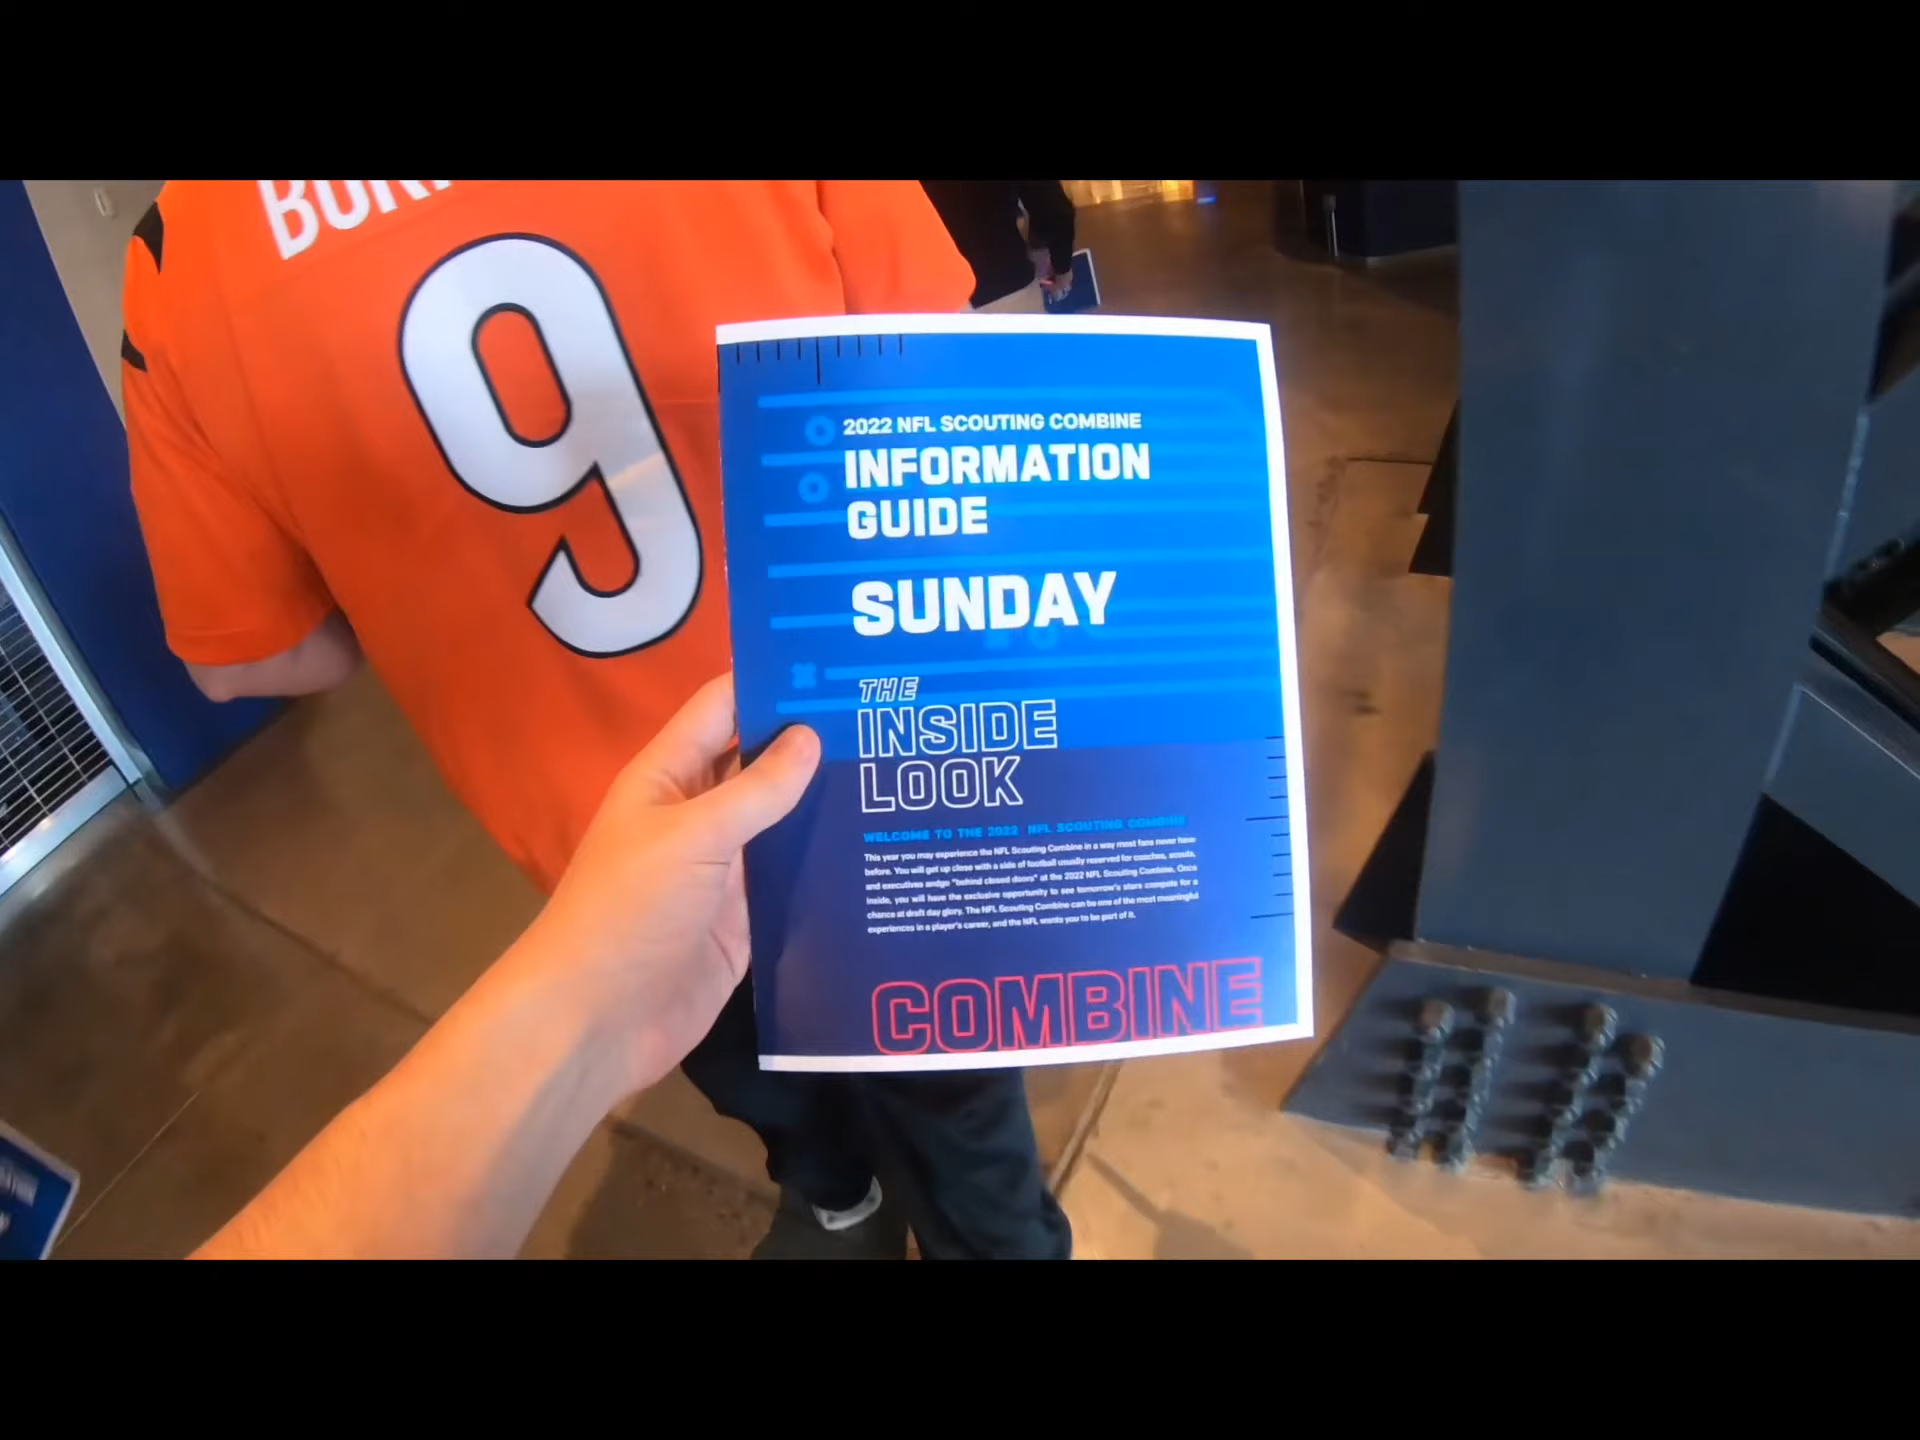 9
2022 NFL SCOUTING COMBINE
INFORMATION
GUIDE
SUNDAY
THE
INSIDE
LOOK
WELCOME TO THE 2022 NFL SCOUTING COMBINE
This year you may experience the NFL Scouting Combine in a way most fans never have
before. You will get up close with a side of football usually reserved for coaches, scouts,
and executives andgo "behind closed doors" at the 2022 NFL Scouting Combine. Once
inside, you will have the exclusive opportunity to see tomorrow's stars compete for a
chance at draft day glory. The NFL Scouting Combine can be one of the most meaningful
experiences in a player's career, and the NFL wants you to be part of it.
COMBINE